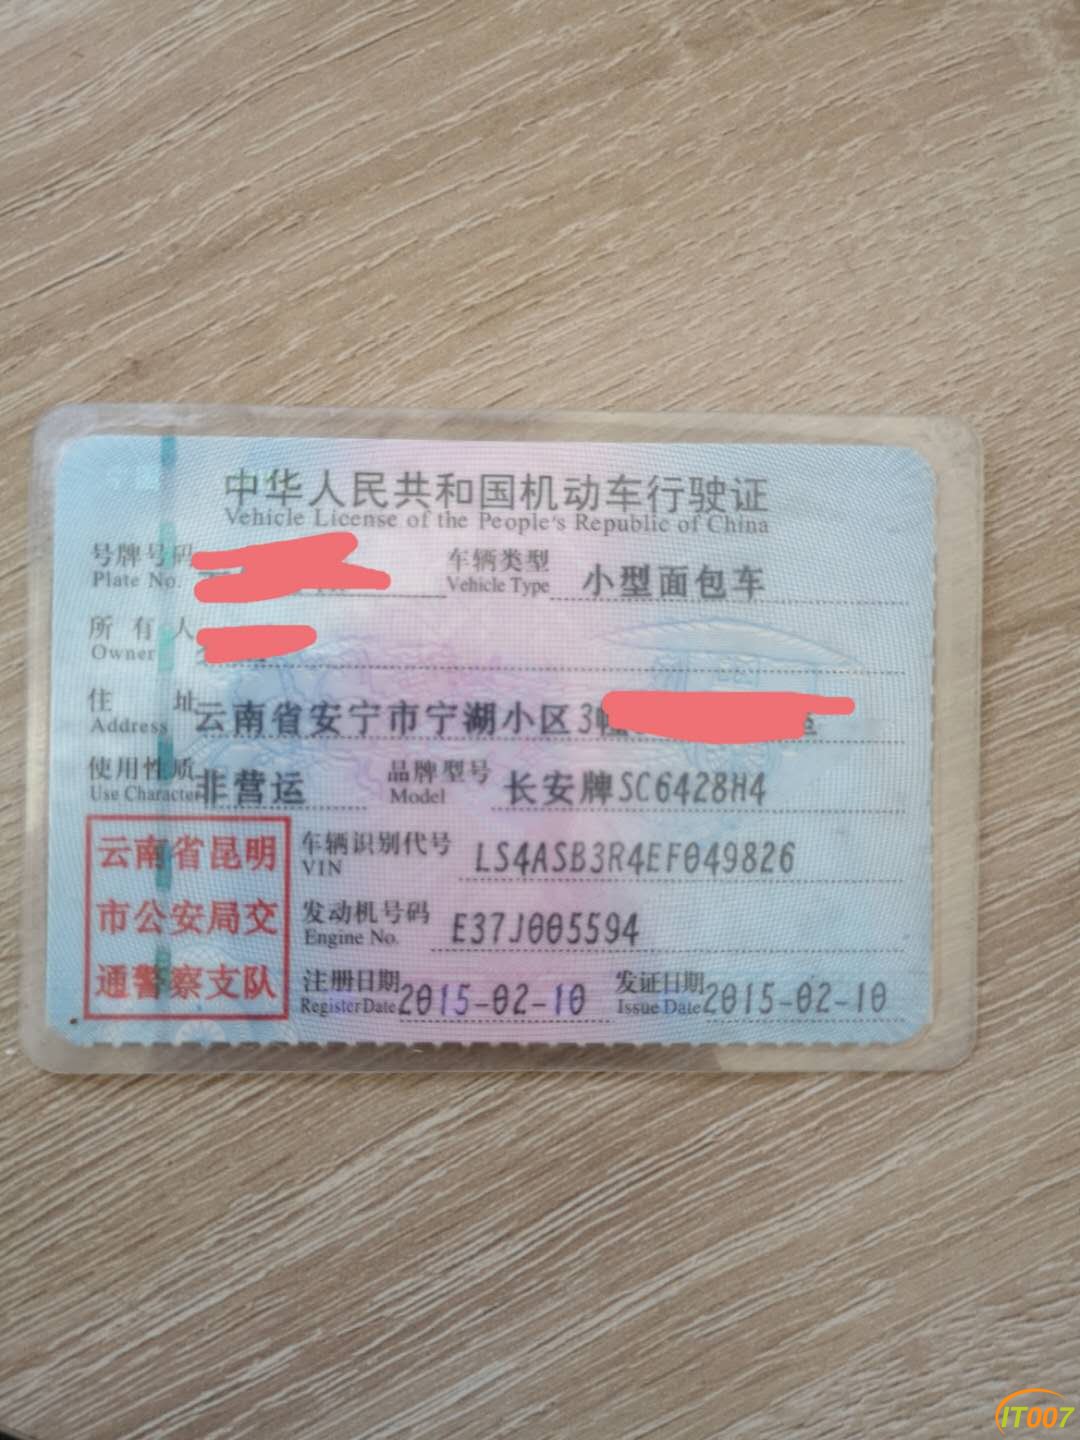 中华人民共和国机动车行驶证
Vehicle License of the People's Republic of China
号牌号码 车辆类型 小型面包车
Plate No. Vehicle Type
所有人
Owner
住址 云南省安宁市宁湖小区3幢
Address
使用性质 非营运 品牌型号 长安牌SC6428H4
Use Character Model
云南省昆明
市公安局交
通警察支队
车辆识别代号 LS4ASB3R4EF049826
VIN
发动机号码 E37J005594
Engine No.
注册日期 2015-02-10 发证日期 2015-02-10
Register Date Issue Date
IT007